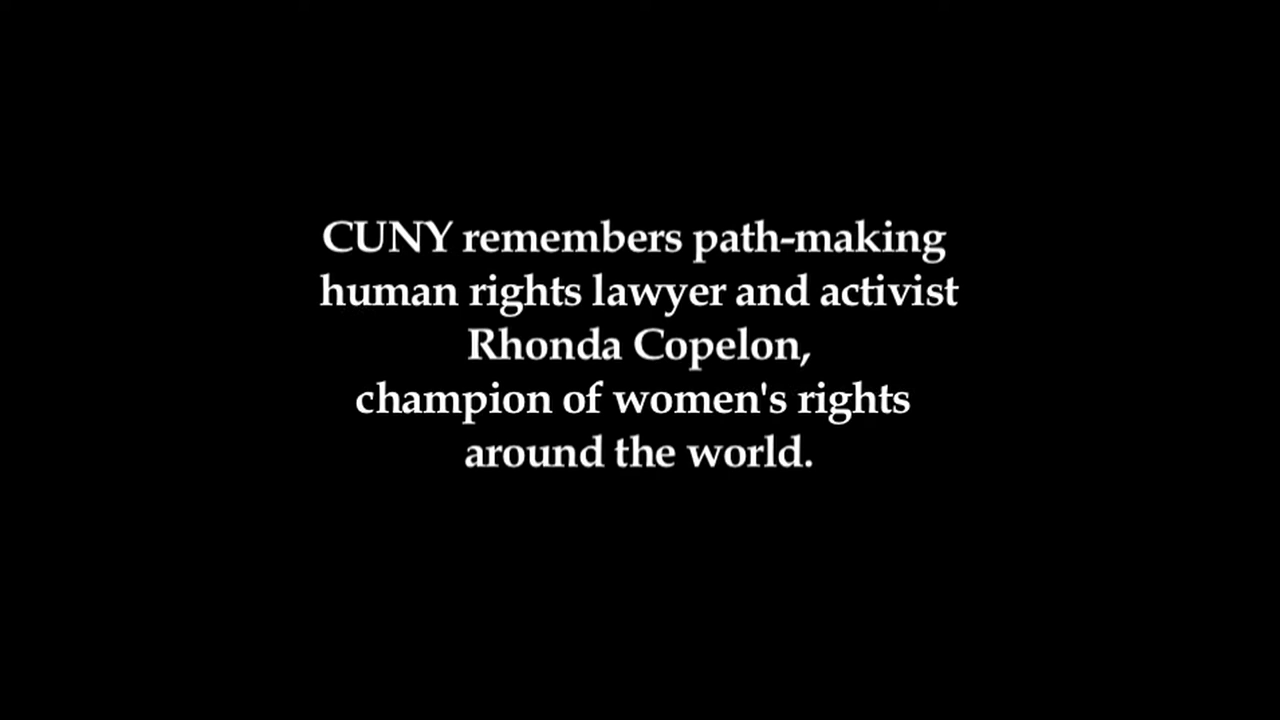 CUNY remembers path-making
human rights lawyer and activist
Rhonda Copelon,
champion of women's rights
around the world.